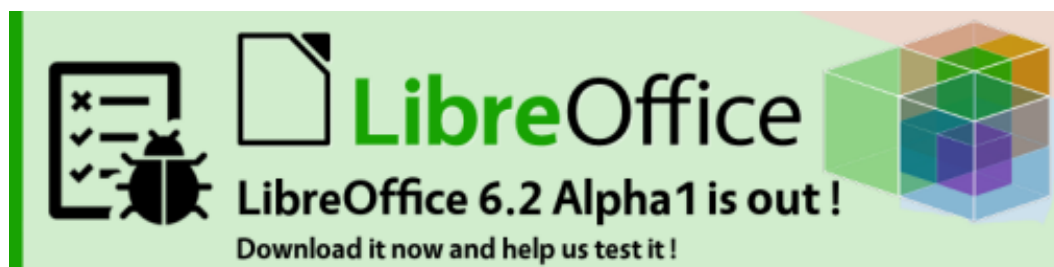 LibreOffice
LibreOffice 6.2 Alpha1 is out !
Download it now and help us test it !